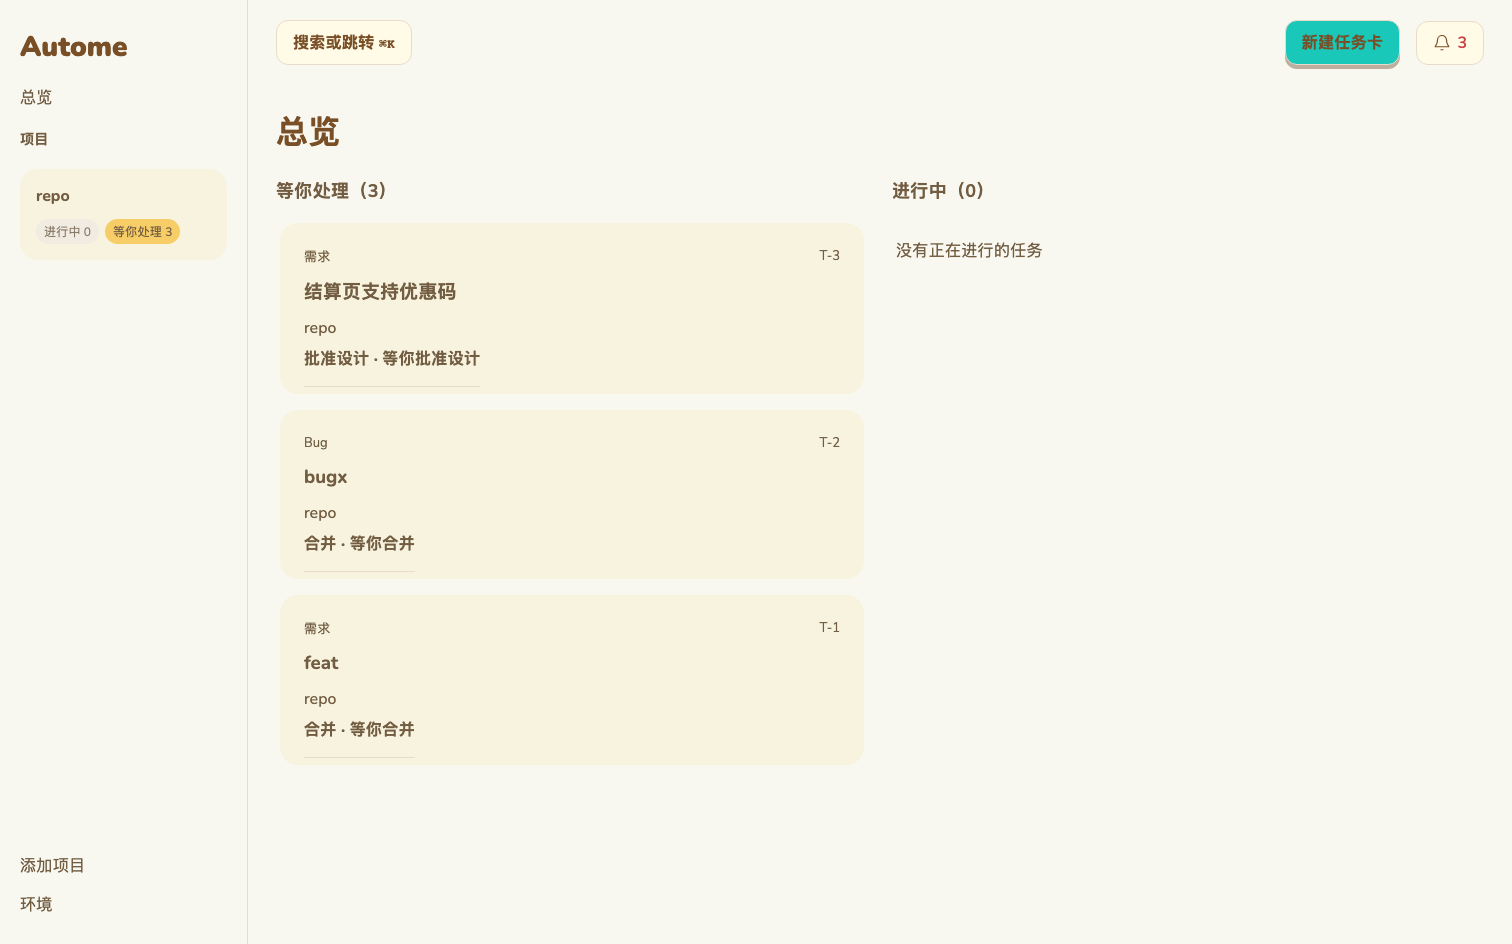 Autome
总览
项目
repo
进行中 0 等你处理 3
添加项目
环境
搜索或跳转 ⌘K
新建任务卡
3
总览
等你处理（3）
需求 T-3
结算页支持优惠码
repo
批准设计 · 等你批准设计
Bug T-2
bugx
repo
合并 · 等你合并
需求 T-1
feat
repo
合并 · 等你合并
进行中（0）
没有正在进行的任务